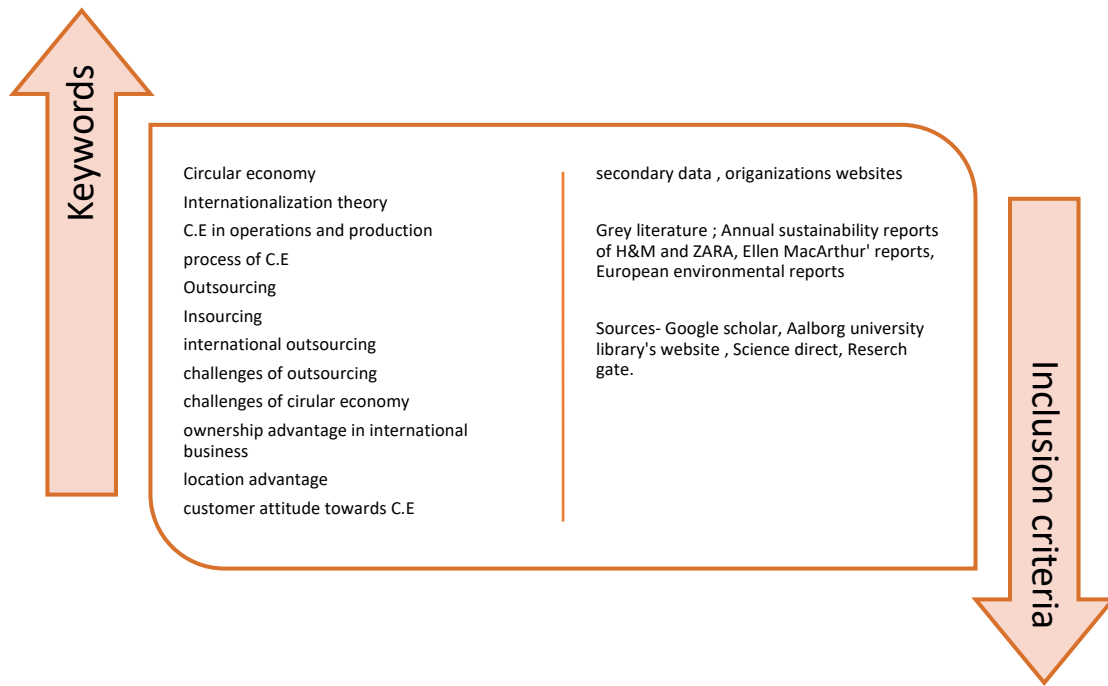 Keywords
Circular economy
Internationalization theory
C.E in operations and production
process of C.E
Outsourcing
Insourcing
international outsourcing
challenges of outsourcing
challenges of cirular economy
ownership advantage in international
business
location advantage
customer attitude towards C.E
secondary data , origanizations websites
Grey literature ; Annual sustainability reports
of H&M and ZARA, Ellen MacArthur' reports,
European environmental reports
Sources- Google scholar, Aalborg university
library's website , Science direct, Reserch
gate.
Inclusion criteria